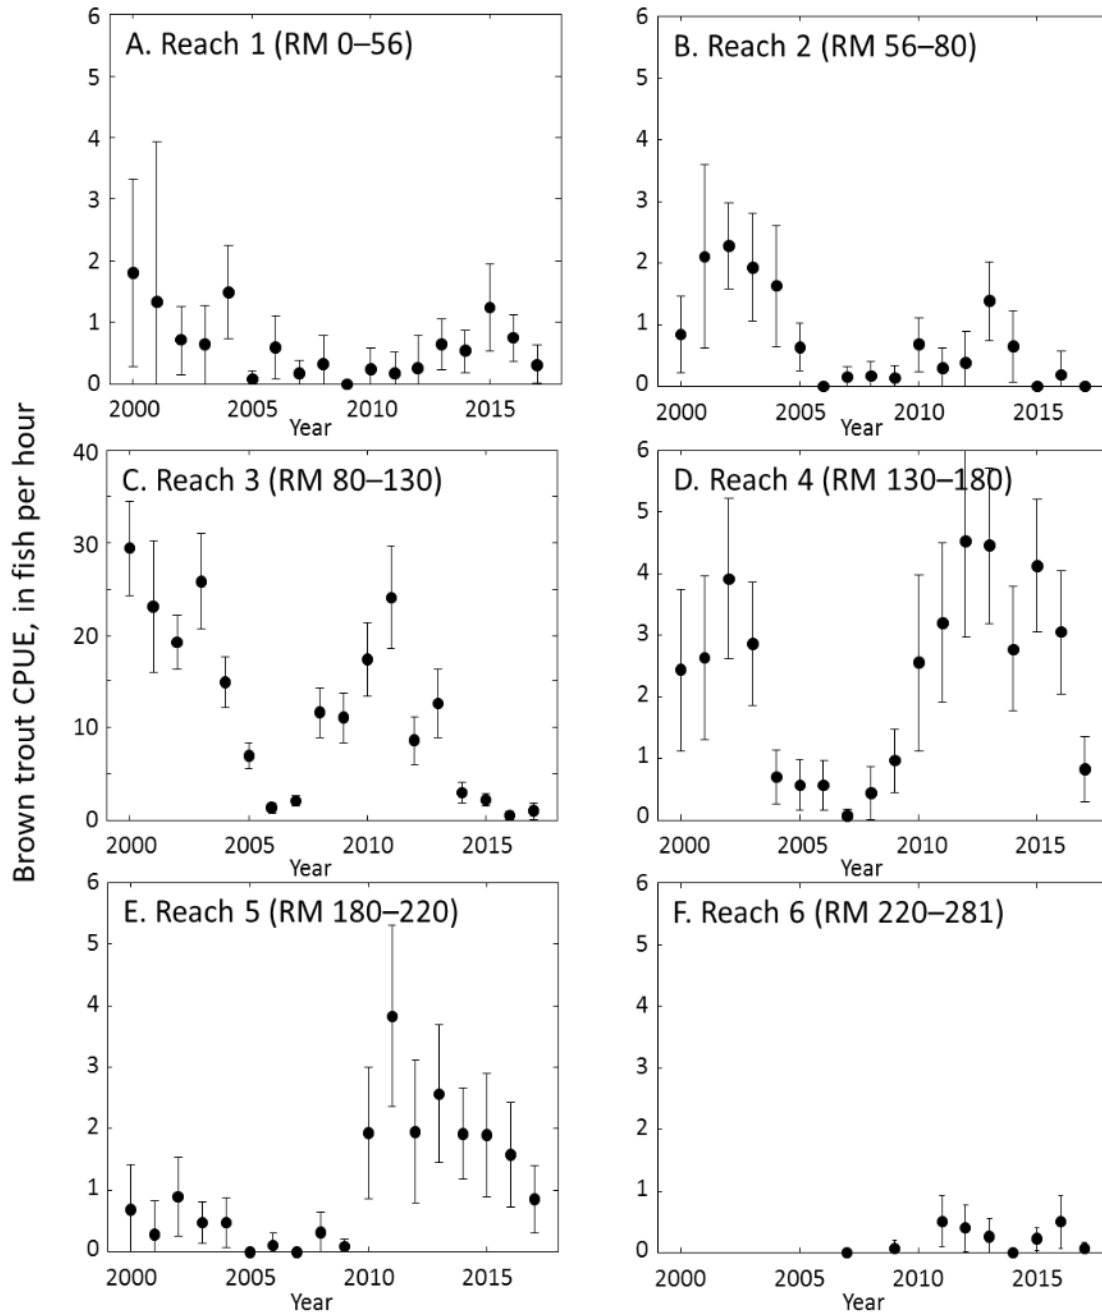 Brown trout CPUE, in fish per hour
A. Reach 1 (RM 0–56)
6
5
4
3
2
1
0
2000 2005 2010 2015
Year
B. Reach 2 (RM 56–80)
6
5
4
3
2
1
0
2000 2005 2010 2015
Year
C. Reach 3 (RM 80–130)
40
30
20
10
0
2000 2005 2010 2015
Year
D. Reach 4 (RM 130–180)
6
5
4
3
2
1
0
2000 2005 2010 2015
Year
E. Reach 5 (RM 180–220)
6
5
4
3
2
1
0
2000 2005 2010 2015
Year
F. Reach 6 (RM 220–281)
6
5
4
3
2
1
0
2000 2005 2010 2015
Year